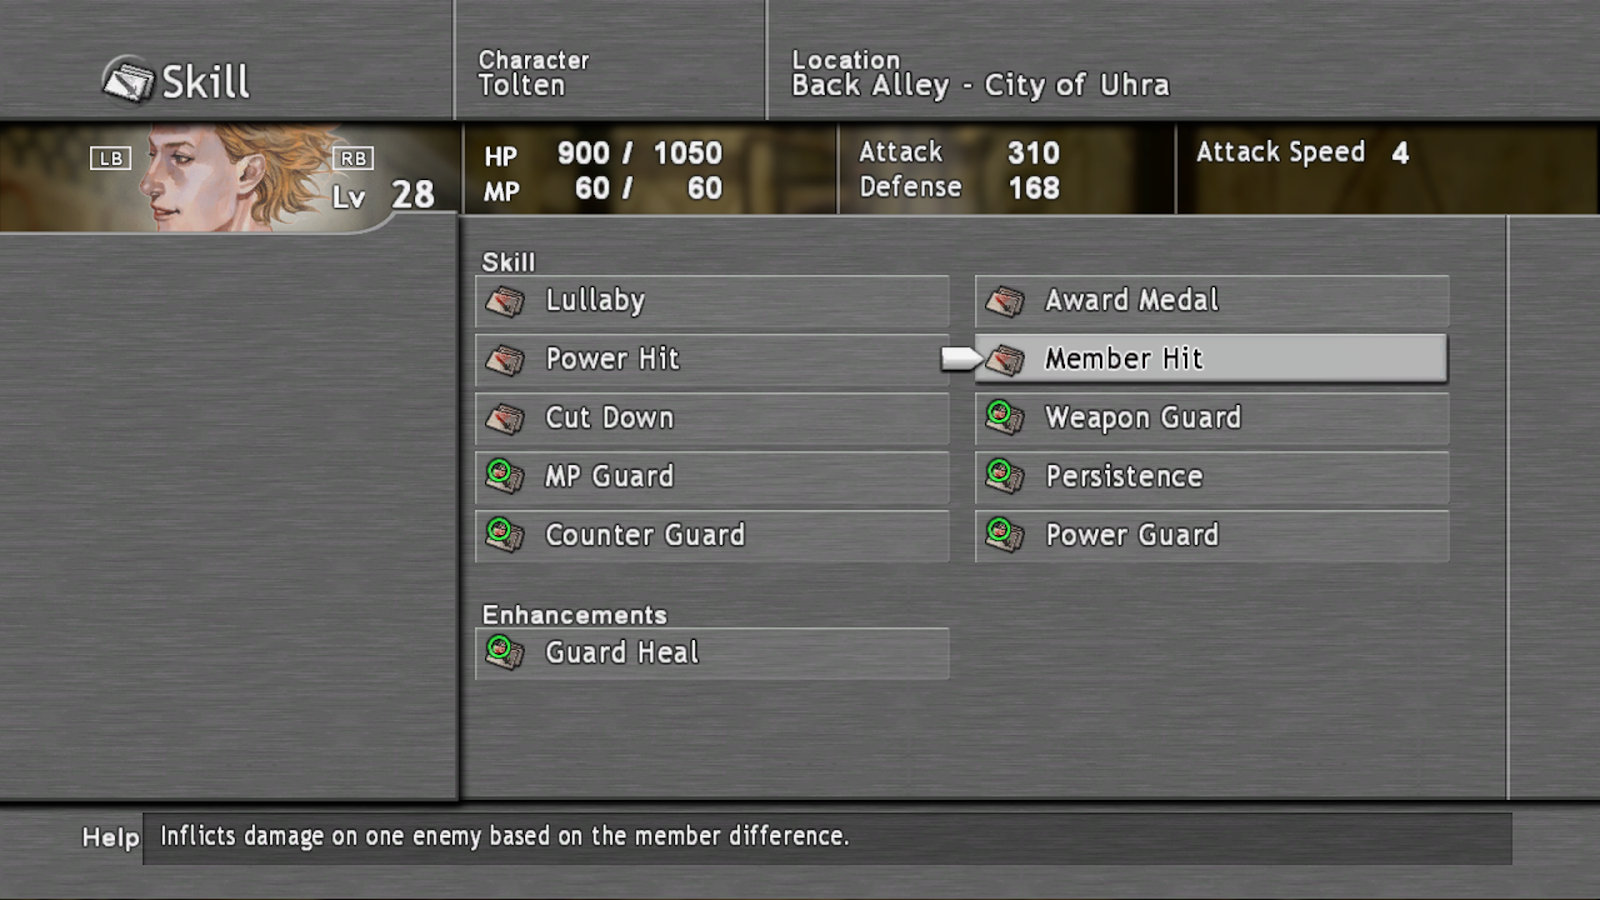 Skill
Character
Tolten
Location
Back Alley - City of Uhra
LB
RB
Lv 28
HP 900 / 1050
MP 60 / 60
Attack 310
Defense 168
Attack Speed 4
Skill
Lullaby
Award Medal
Power Hit
Member Hit
Cut Down
Weapon Guard
MP Guard
Persistence
Counter Guard
Power Guard
Enhancements
Guard Heal
Help
Inflicts damage on one enemy based on the member difference.